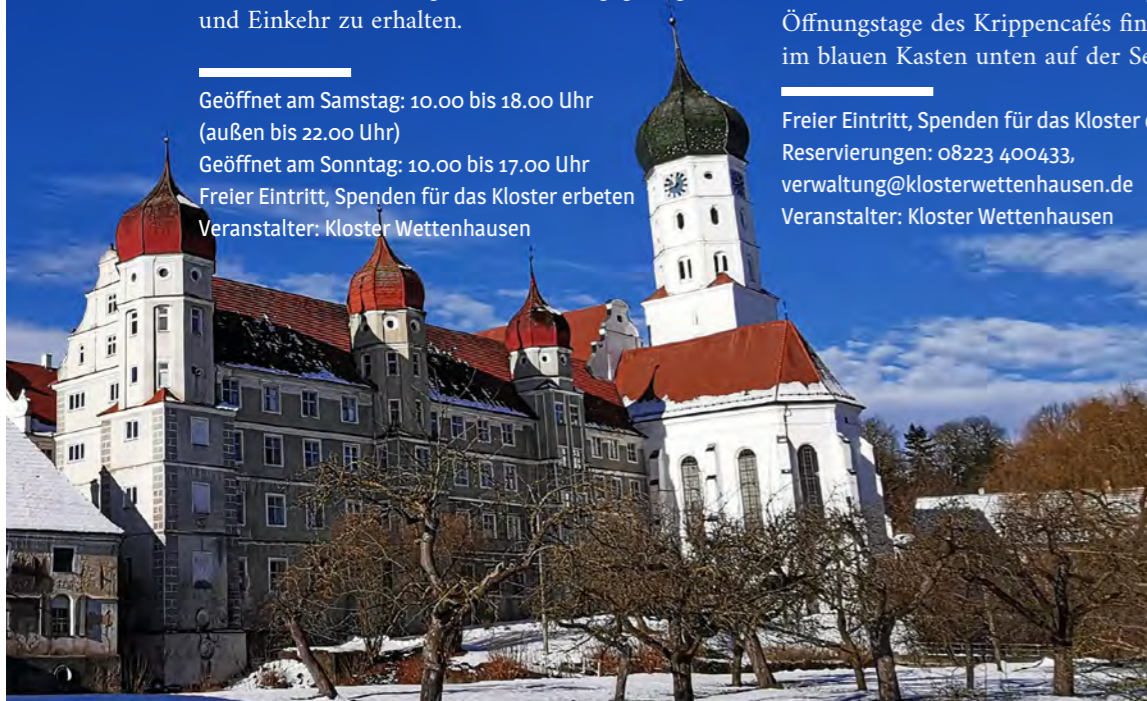 und Einkehr zu erhalten.
Geöffnet am Samstag: 10.00 bis 18.00 Uhr
(außen bis 22.00 Uhr)
Geöffnet am Sonntag: 10.00 bis 17.00 Uhr
Freier Eintritt, Spenden für das Kloster erbeten
Veranstalter: Kloster Wettenhausen
Öffnungstage des Krippencafés
im blauen Kasten unten auf der
Freier Eintritt, Spenden für das Kloster
Reservierungen: 08223 400433,
verwaltung@klosterwettenhausen.de
Veranstalter: Kloster Wettenhausen